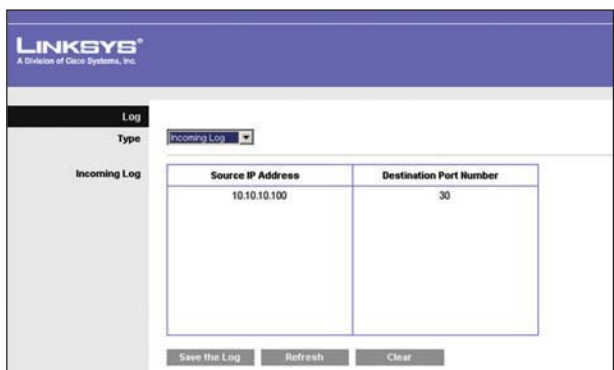 LINKSYS®
A Division of Cisco Systems, Inc.
Log
Type
Incoming Log
Incoming Log
Source IP Address Destination Port Number
10.10.10.100 30
Save the Log Refresh Clear